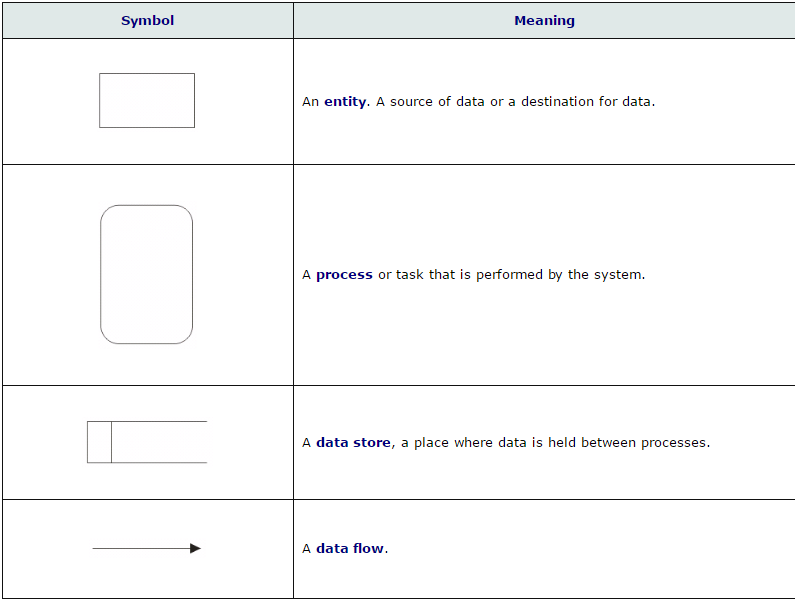 Symbol
Meaning
An entity. A source of data or a destination for data.
A process or task that is performed by the system.
A data store, a place where data is held between processes.
A data flow.